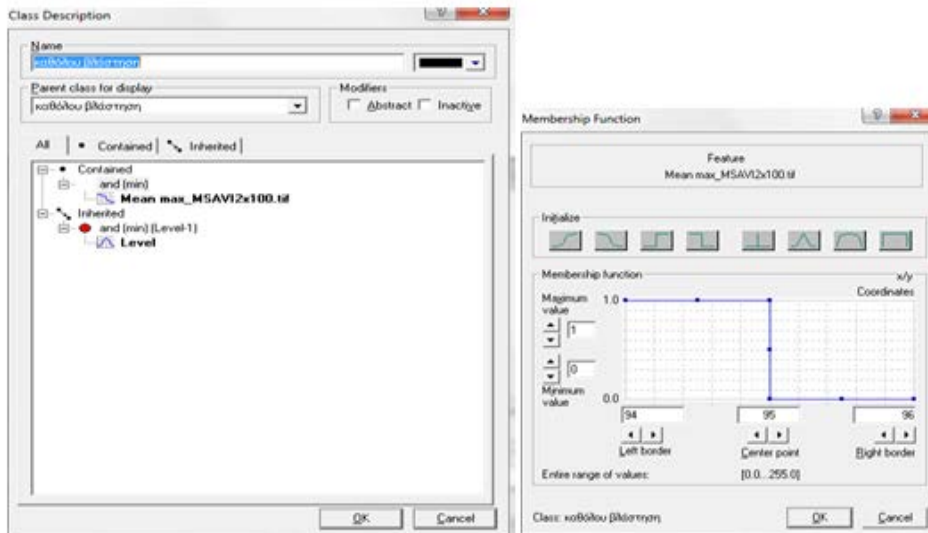 Class Description
Name
καθόλου βλάστηση
Parent class for display
καθόλου βλάστηση
Modifiers
Abstract
Inactive
All
Contained
Inherited
Contained
and (min)
Mean max_MSAVI2x100.tif
Inherited
and (min) (Level-1)
Level
OK
Cancel
Membership Function
Feature
Mean max_MSAVI2x100.tif
Initialize
Membership function
x/y
Coordinates
Maximum
value
1.0
1
0
Minimum
value
0.0
94
95
96
Left border
Center point
Right border
Entire range of values:
[0.0...255.0]
Class: καθόλου βλάστηση
OK
Cancel